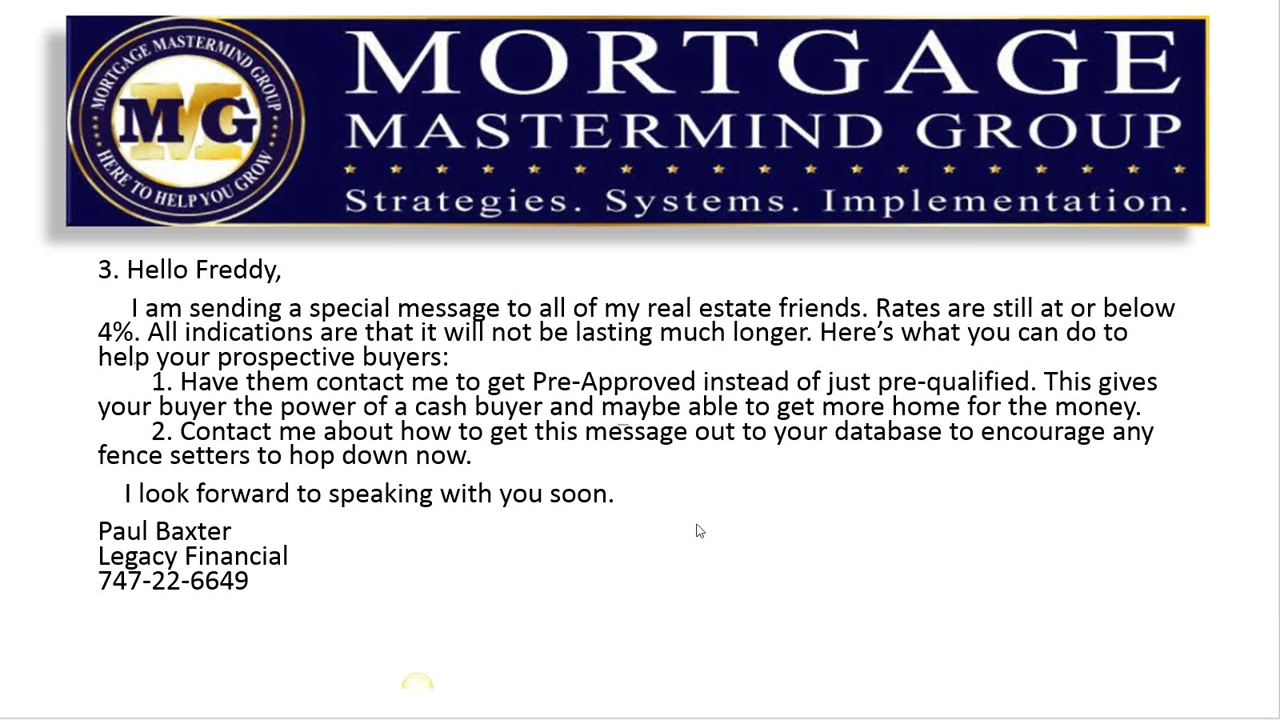 MORTGAGE MASTERMIND GROUP
MG
HERE TO HELP YOU GROW
MORTGAGE
MASTERMIND GROUP
Strategies. Systems. Implementation.
3. Hello Freddy,
I am sending a special message to all of my real estate friends. Rates are still at or below
4%. All indications are that it will not be lasting much longer. Here’s what you can do to
help your prospective buyers:
1. Have them contact me to get Pre-Approved instead of just pre-qualified. This gives
your buyer the power of a cash buyer and maybe able to get more home for the money.
2. Contact me about how to get this message out to your database to encourage any
fence setters to hop down now.
I look forward to speaking with you soon.
Paul Baxter
Legacy Financial
747-22-6649